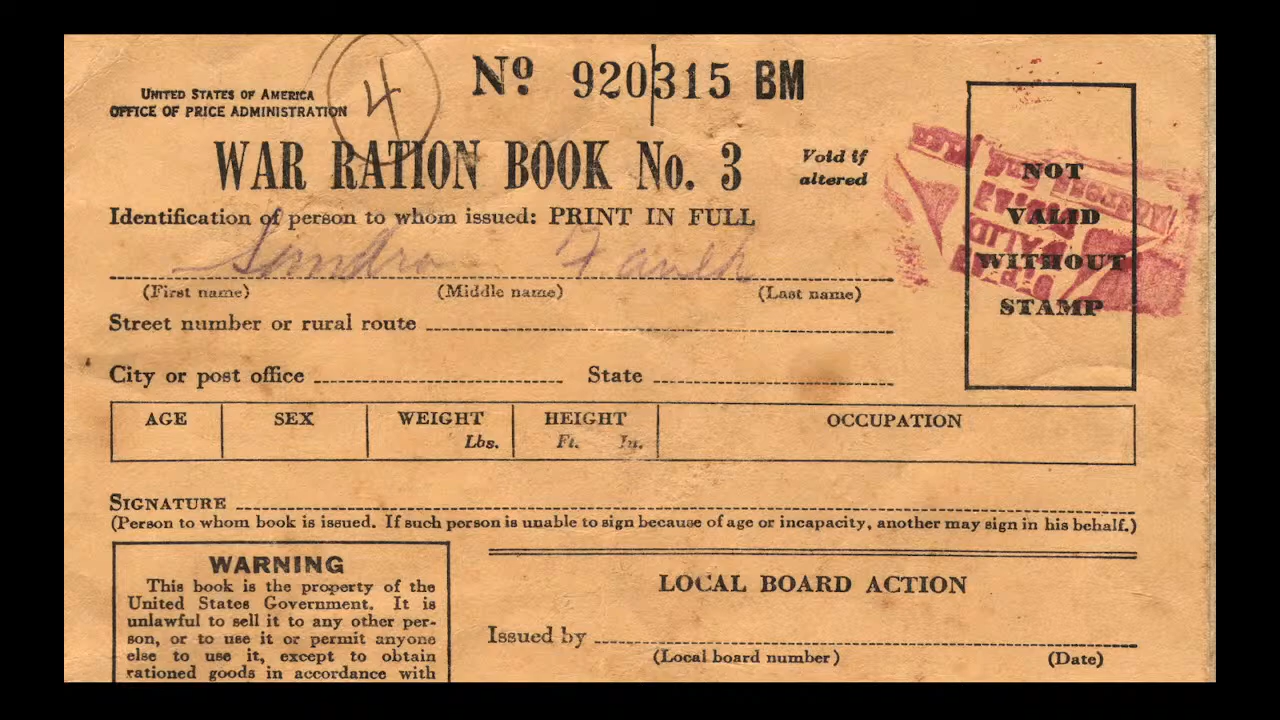 4
UNITED STATES OF AMERICA
OFFICE OF PRICE ADMINISTRATION
No 920315 BM
WAR RATION BOOK No. 3
Void if
altered
NOT
VALID
WITHOUT
STAMP
Identification of person to whom issued: PRINT IN FULL
Sandra
(First name) (Middle name) (Last name)
Street number or rural route
City or post office State
AGE SEX WEIGHT HEIGHT OCCUPATION
Lbs. Ft. In.
SIGNATURE
(Person to whom book is issued. If such person is unable to sign because of age or incapacity, another may sign in his behalf.)
WARNING
This book is the property of the
United States Government. It is
unlawful to sell it to any other per-
son, or to use it or permit anyone
else to use it, except to obtain
rationed goods in accordance with
LOCAL BOARD ACTION
Issued by
(Local board number) (Date)